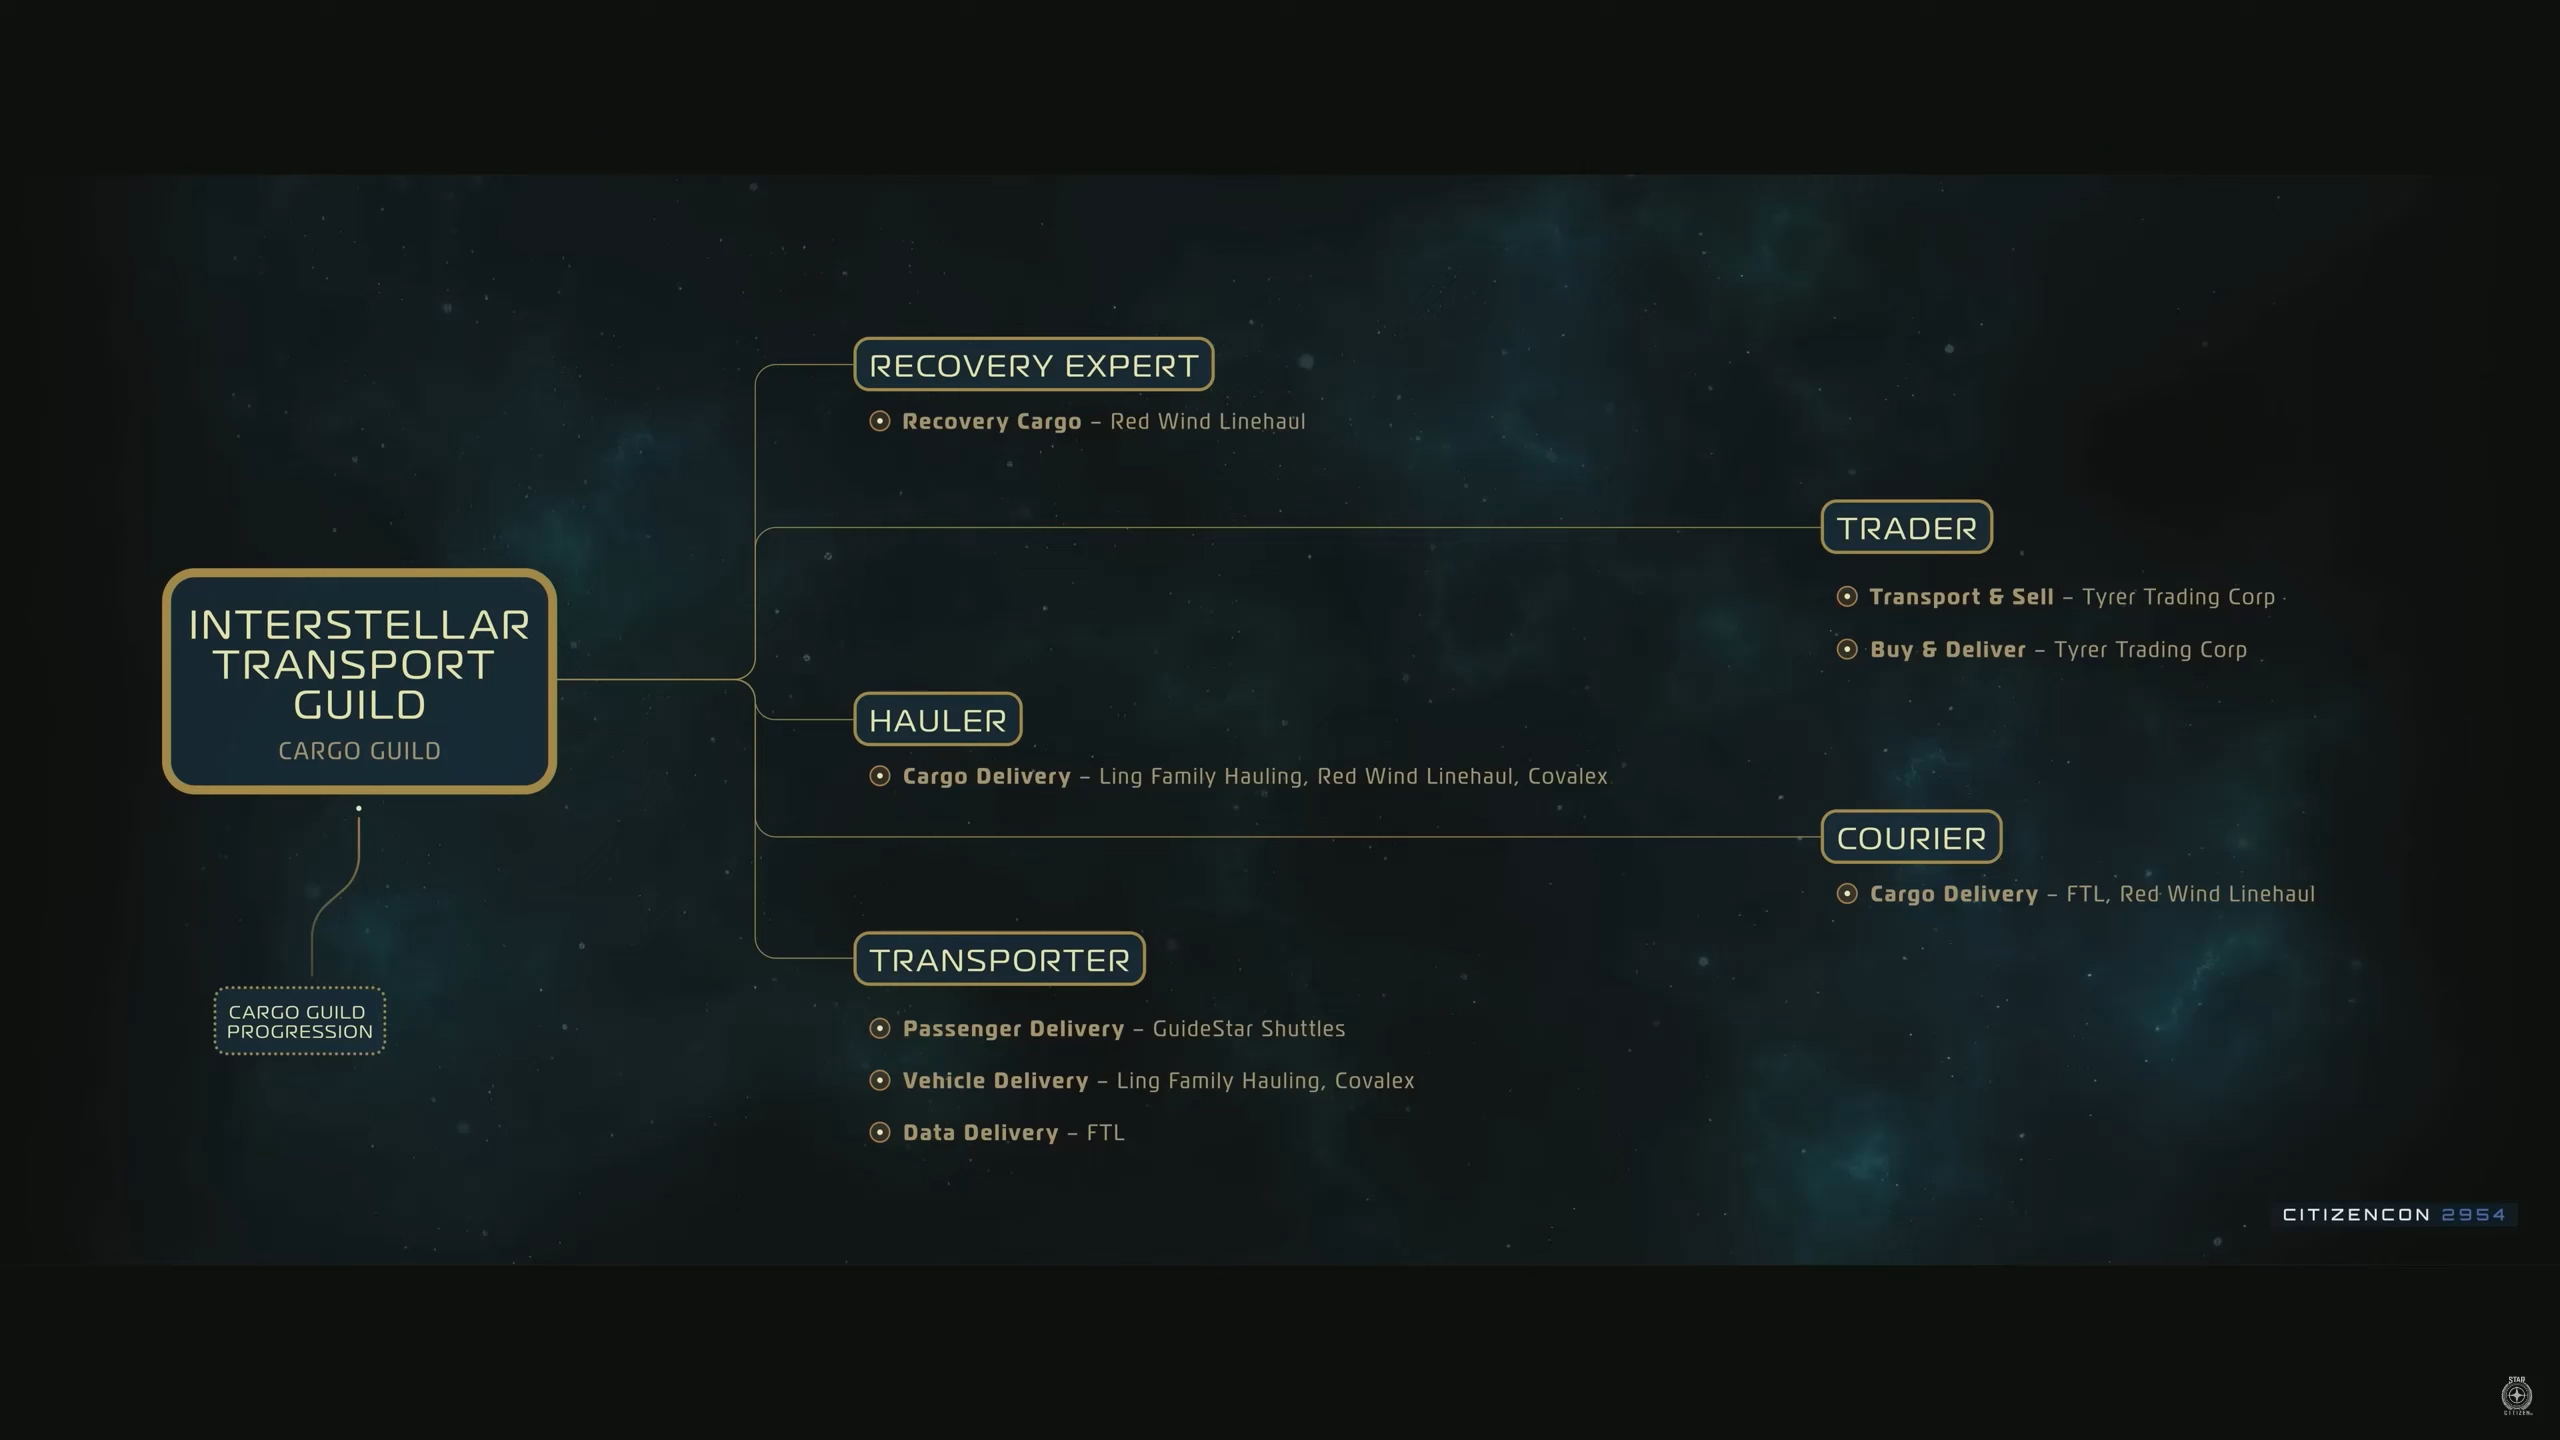 RECOVERY EXPERT
Recovery Cargo – Red Wind Linehaul
TRADER
Transport & Sell – Tyrer Trading Corp
Buy & Deliver – Tyrer Trading Corp
INTERSTELLAR
TRANSPORT
GUILD
CARGO GUILD
HAULER
Cargo Delivery – Ling Family Hauling, Red Wind Linehaul, Covalex
COURIER
Cargo Delivery – FTL, Red Wind Linehaul
TRANSPORTER
Passenger Delivery – GuideStar Shuttles
Vehicle Delivery – Ling Family Hauling, Covalex
Data Delivery – FTL
CARGO GUILD
PROGRESSION
CITIZENCON 2954
STAR
CITIZEN